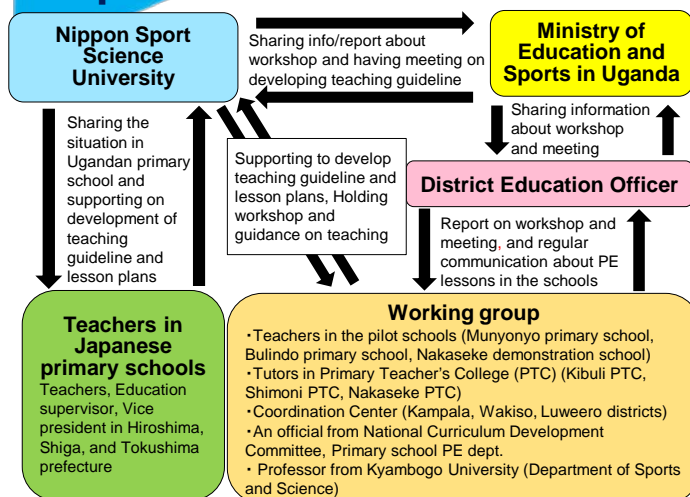 Nippon Sport
Science
University
Sharing info/report about
workshop and having meeting on
developing teaching guideline
Ministry of
Education and
Sports in Uganda
Sharing the
situation in
Ugandan primary
school and
supporting on
development of
teaching
guideline and
lesson plans
Supporting to develop
teaching guideline and
lesson plans, Holding
workshop and
guidance on teaching
Sharing information
about workshop
and meeting
District Education Officer
Report on workshop and
meeting, and regular
communication about PE
lessons in the schools
Teachers in
Japanese
primary schools
Teachers, Education
supervisor, Vice
president in Hiroshima,
Shiga, and Tokushima
prefecture
Working group
・Teachers in the pilot schools (Munyonyo primary school,
Bulindo primary school, Nakaseke demonstration school)
・Tutors in Primary Teacher's College (PTC) (Kibuli PTC,
Shimoni PTC, Nakaseke PTC)
・Coordination Center (Kampala, Wakiso, Luweero districts)
・An official from National Curriculum Development
Committee, Primary school PE dept.
・ Professor from Kyambogo University (Department of Sports
and Science)